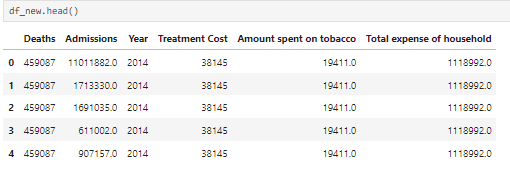 df_new.head()
Deaths Admissions Year Treatment Cost Amount spent on tobacco Total expense of household
0 459087 11011882.0 2014 38145 19411.0 1118992.0
1 459087 1713330.0 2014 38145 19411.0 1118992.0
2 459087 1691035.0 2014 38145 19411.0 1118992.0
3 459087 611002.0 2014 38145 19411.0 1118992.0
4 459087 907157.0 2014 38145 19411.0 1118992.0